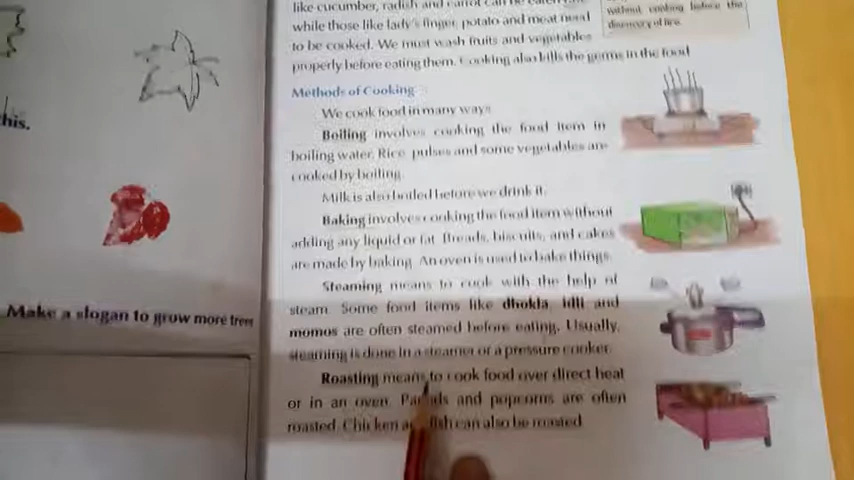 this.
Make a slogan to grow more trees
like cucumber, radish and carrot can be eaten
while those like lady's finger, potato and meat need
to be cooked. We must wash fruits and vegetables
properly before eating them. Cooking also kills the germs in the food
without cooking before the
discovery of fire.
Methods of Cooking
We cook food in many ways.
Boiling involves cooking the food item in
boiling water. Rice, pulses and some vegetables are
cooked by boiling.
Milk is also boiled before we drink it.
Baking involves cooking the food item without
adding any liquid or fat. Breads, biscuits, and cakes
are made by baking. An oven is used to bake things.
Steaming means to cook with the help of
steam. Some food items like dhokla, idli and
momos are often steamed before eating. Usually,
steaming is done in a steamer or a pressure cooker.
Roasting means to cook food over direct heat
or in an oven. and popcorns are often
roasted. Chicken fish can also be roasted.